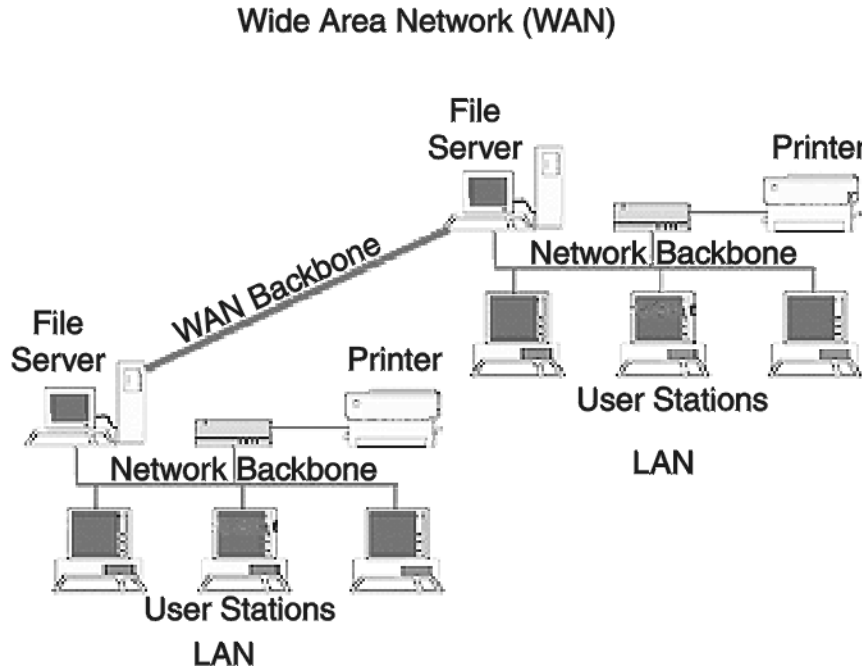 Wide Area Network (WAN)
File
Server
Printer
Network Backbone
WAN Backbone
User Stations
LAN
File
Server
Printer
Network Backbone
User Stations
LAN